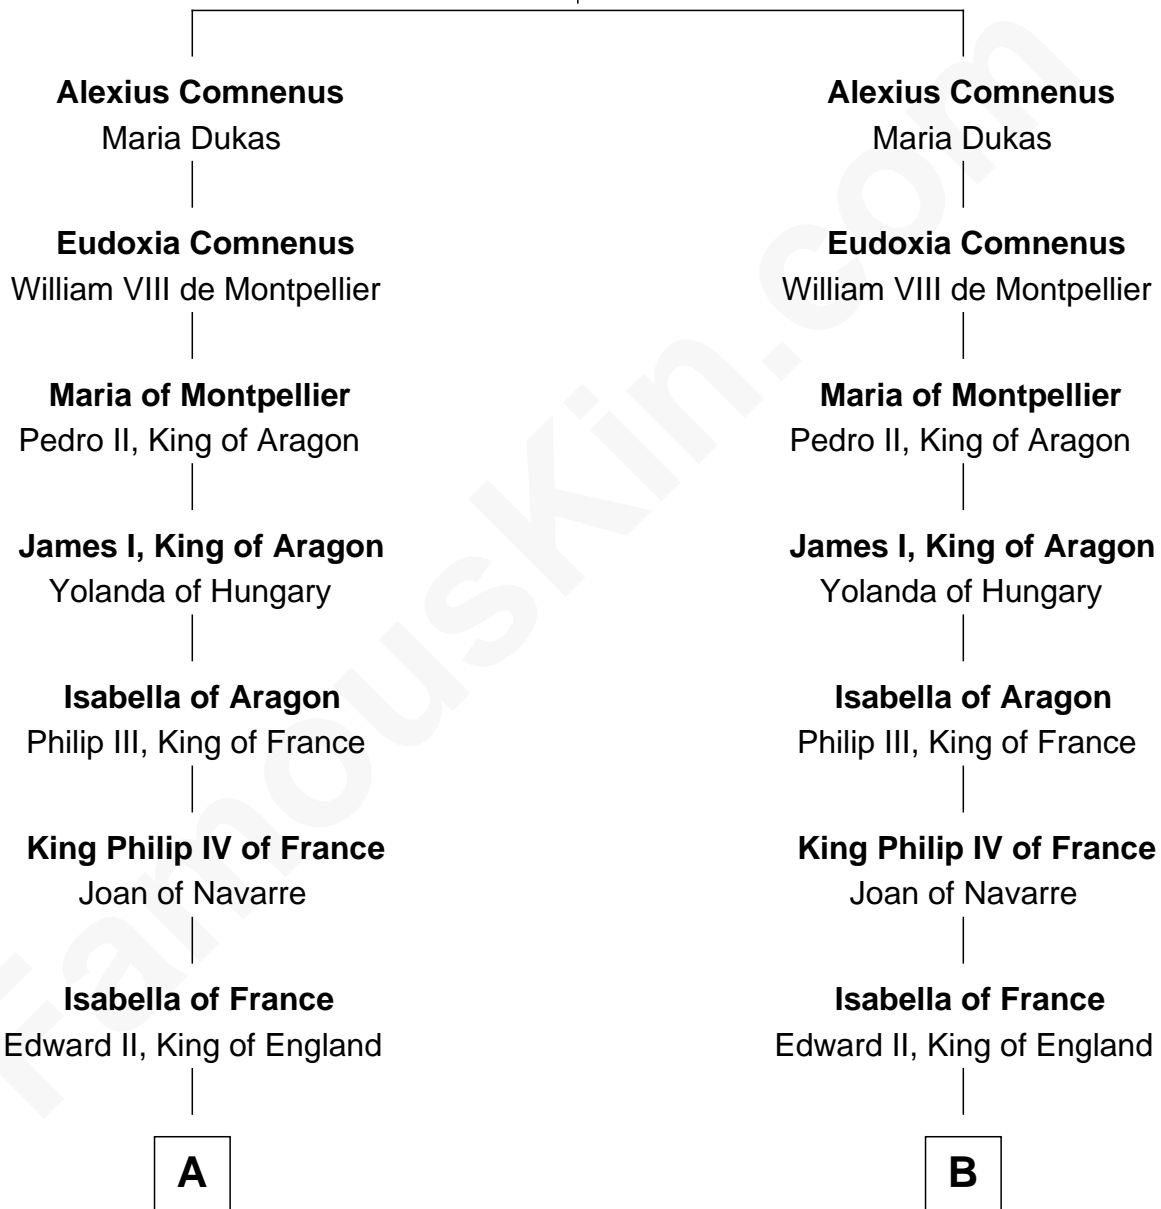 Alexius Comnenus
Maria Dukas
Eudoxia Comnenus
William VIII de Montpellier
Maria of Montpellier
Pedro II, King of Aragon
James I, King of Aragon
Yolanda of Hungary
Isabella of Aragon
Philip III, King of France
King Philip IV of France
Joan of Navarre
Isabella of France
Edward II, King of England
A
Alexius Comnenus
Maria Dukas
Eudoxia Comnenus
William VIII de Montpellier
Maria of Montpellier
Pedro II, King of Aragon
James I, King of Aragon
Yolanda of Hungary
Isabella of Aragon
Philip III, King of France
King Philip IV of France
Joan of Navarre
Isabella of France
Edward II, King of England
B
FamousKin.com